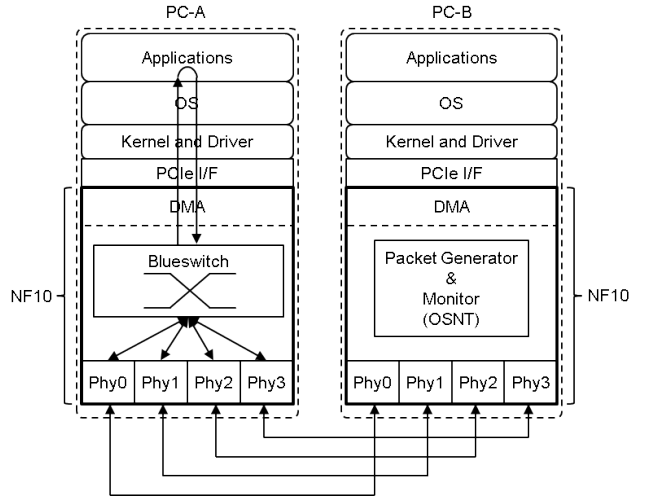 PC-A
PC-B
Applications
OS
Kernel and Driver
PCIe I/F
DMA
Blueswitch
NF10
Phy0
Phy1
Phy2
Phy3
Applications
OS
Kernel and Driver
PCIe I/F
DMA
Packet Generator
&
Monitor
(OSNT)
NF10
Phy0
Phy1
Phy2
Phy3